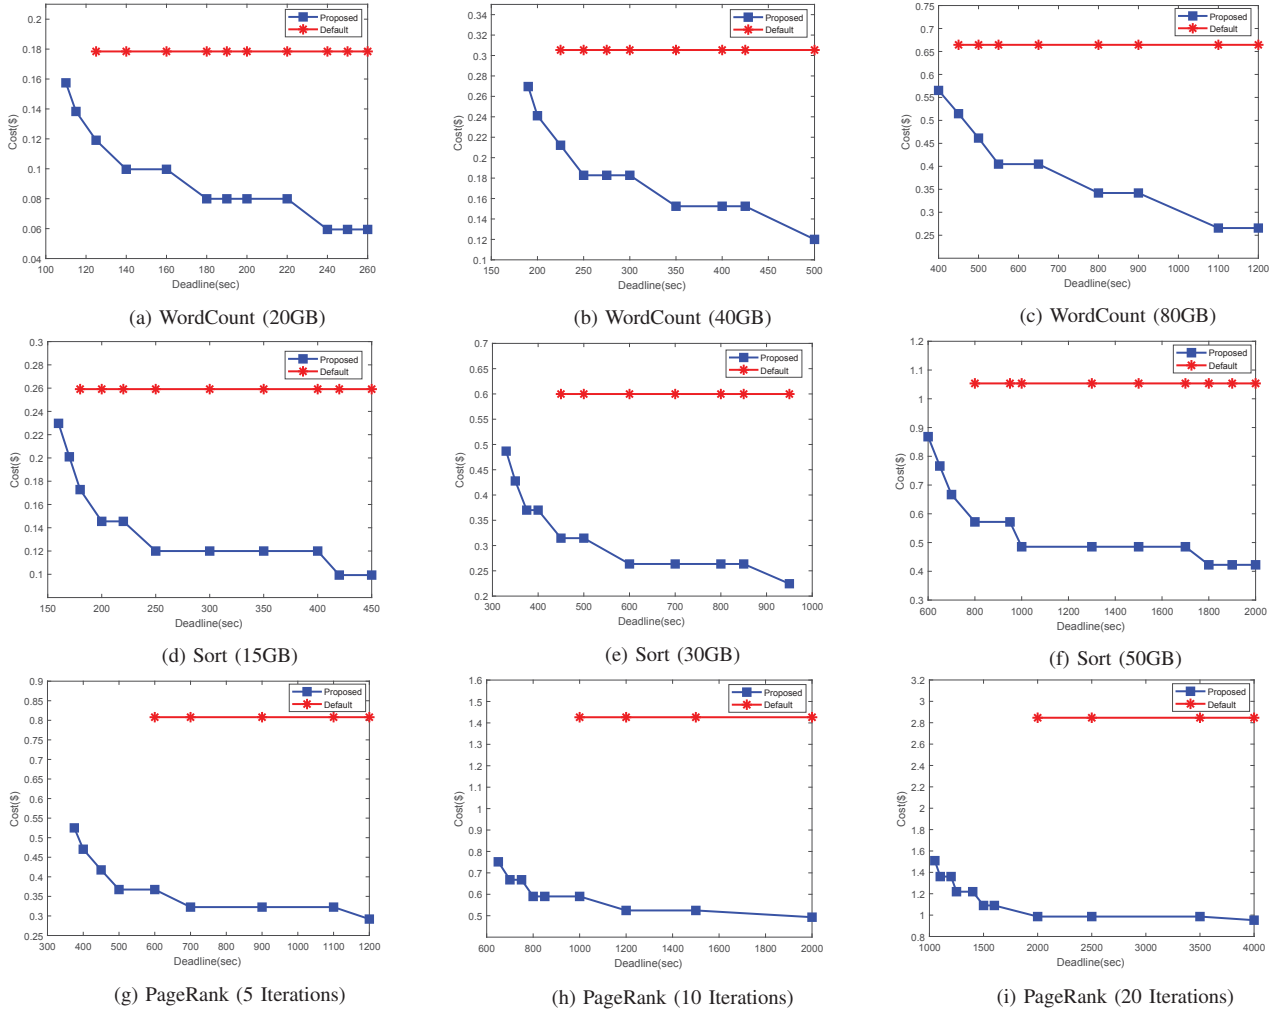 0.2
0.18
0.16
0.14
0.12
0.1
0.08
0.06
0.04
Cost($)
100 120 140 160 180 200 220 240 260
Deadline(sec)
Proposed
Default
(a) WordCount (20GB)
0.34
0.32
0.3
0.28
0.26
0.24
0.22
0.2
0.18
0.16
0.14
0.12
0.1
Cost($)
150 200 250 300 350 400 450 500
Deadline(sec)
Proposed
Default
(b) WordCount (40GB)
0.75
0.7
0.65
0.6
0.55
0.5
0.45
0.4
0.35
0.3
0.25
Cost($)
400 500 600 700 800 900 1000 1100 1200
Deadline(sec)
Proposed
Default
(c) WordCount (80GB)
0.3
0.28
0.26
0.24
0.22
0.2
0.18
0.16
0.14
0.12
0.1
Cost($)
150 200 250 300 350 400 450
Deadline(sec)
Proposed
Default
(d) Sort (15GB)
0.7
0.65
0.6
0.55
0.5
0.45
0.4
0.35
0.3
0.25
0.2
Cost($)
300 400 500 600 700 800 900 1000
Deadline(sec)
Proposed
Default
(e) Sort (30GB)
1.2
1.1
1
0.9
0.8
0.7
0.6
0.5
0.4
0.3
Cost($)
600 800 1000 1200 1400 1600 1800 2000
Deadline(sec)
Proposed
Default
(f) Sort (50GB)
0.9
0.85
0.8
0.75
0.7
0.65
0.6
0.55
0.5
0.45
0.4
0.35
0.3
0.25
Cost($)
300 400 500 600 700 800 900 1000 1100 1200
Deadline(sec)
Proposed
Default
(g) PageRank (5 Iterations)
1.6
1.5
1.4
1.3
1.2
1.1
1
0.9
0.8
0.7
0.6
0.5
Cost($)
600 800 1000 1200 1400 1600 1800 2000
Deadline(sec)
Proposed
Default
(h) PageRank (10 Iterations)
3.2
3
2.8
2.6
2.4
2.2
2
1.8
1.6
1.4
1.2
1
0.8
Cost($)
1000 1500 2000 2500 3000 3500 4000
Deadline(sec)
Proposed
Default
(i) PageRank (20 Iterations)